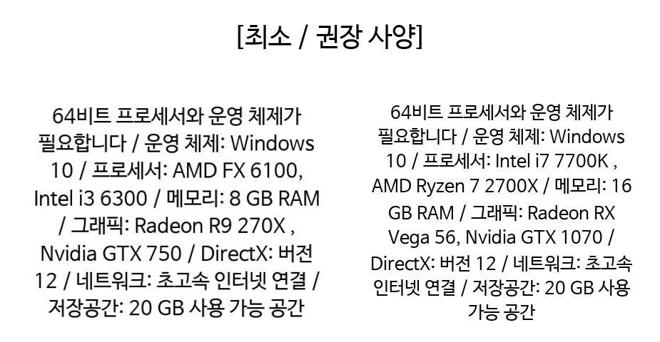 [최소 / 권장 사양]
64비트 프로세서와 운영 체제가
필요합니다 / 운영 체제: Windows
10 / 프로세서: AMD FX 6100,
Intel i3 6300 / 메모리: 8 GB RAM
/ 그래픽: Radeon R9 270X ,
Nvidia GTX 750 / DirectX: 버전
12 / 네트워크: 초고속 인터넷 연결 /
저장공간: 20 GB 사용 가능 공간
64비트 프로세서와 운영 체제가
필요합니다 / 운영 체제: Windows
10 / 프로세서: Intel i7 7700K ,
AMD Ryzen 7 2700X / 메모리: 16
GB RAM / 그래픽: Radeon RX
Vega 56, Nvidia GTX 1070 /
DirectX: 버전 12 / 네트워크: 초고속
인터넷 연결 / 저장공간: 20 GB 사용
가능 공간